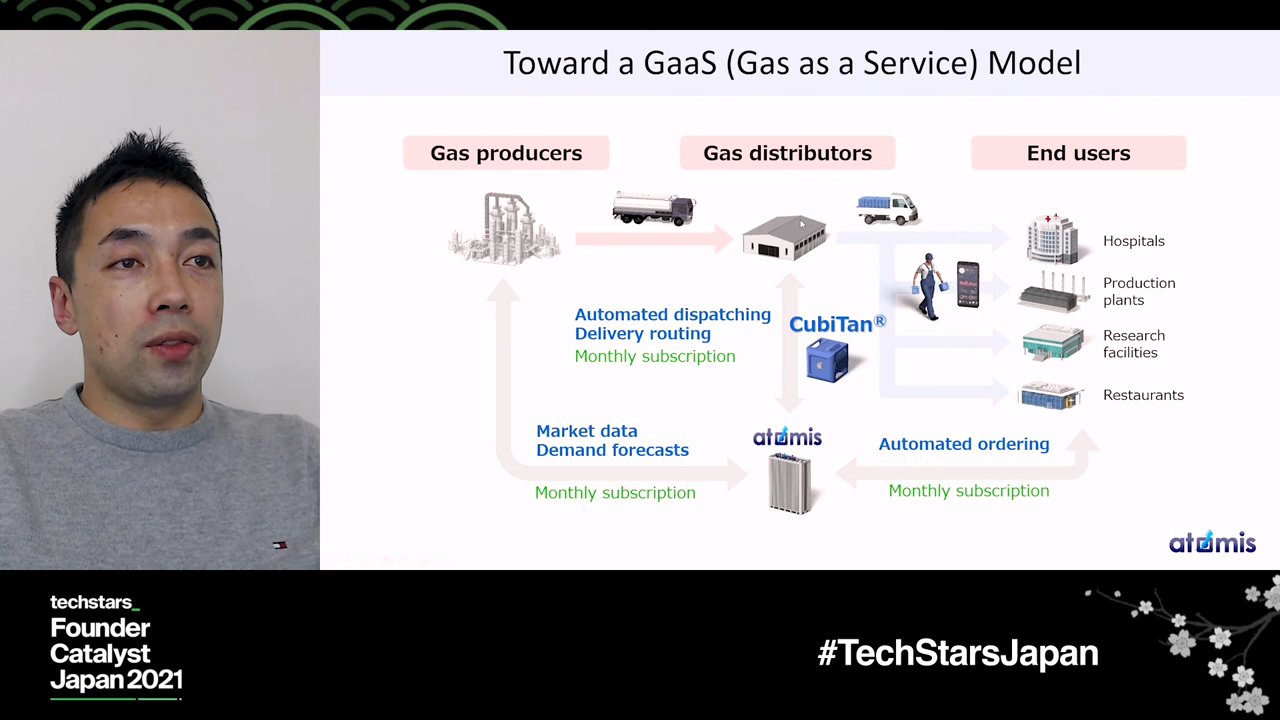 Toward a GaaS (Gas as a Service) Model
Gas producers
Gas distributors
End users
Hospitals
Production
plants
Research
facilities
Restaurants
Automated dispatching
Delivery routing
Monthly subscription
CubiTan®
Market data
Demand forecasts
Monthly subscription
atomis
Automated ordering
Monthly subscription
atomis
techstars_
Founder
Catalyst
Japan 2021
#TechStarsJapan